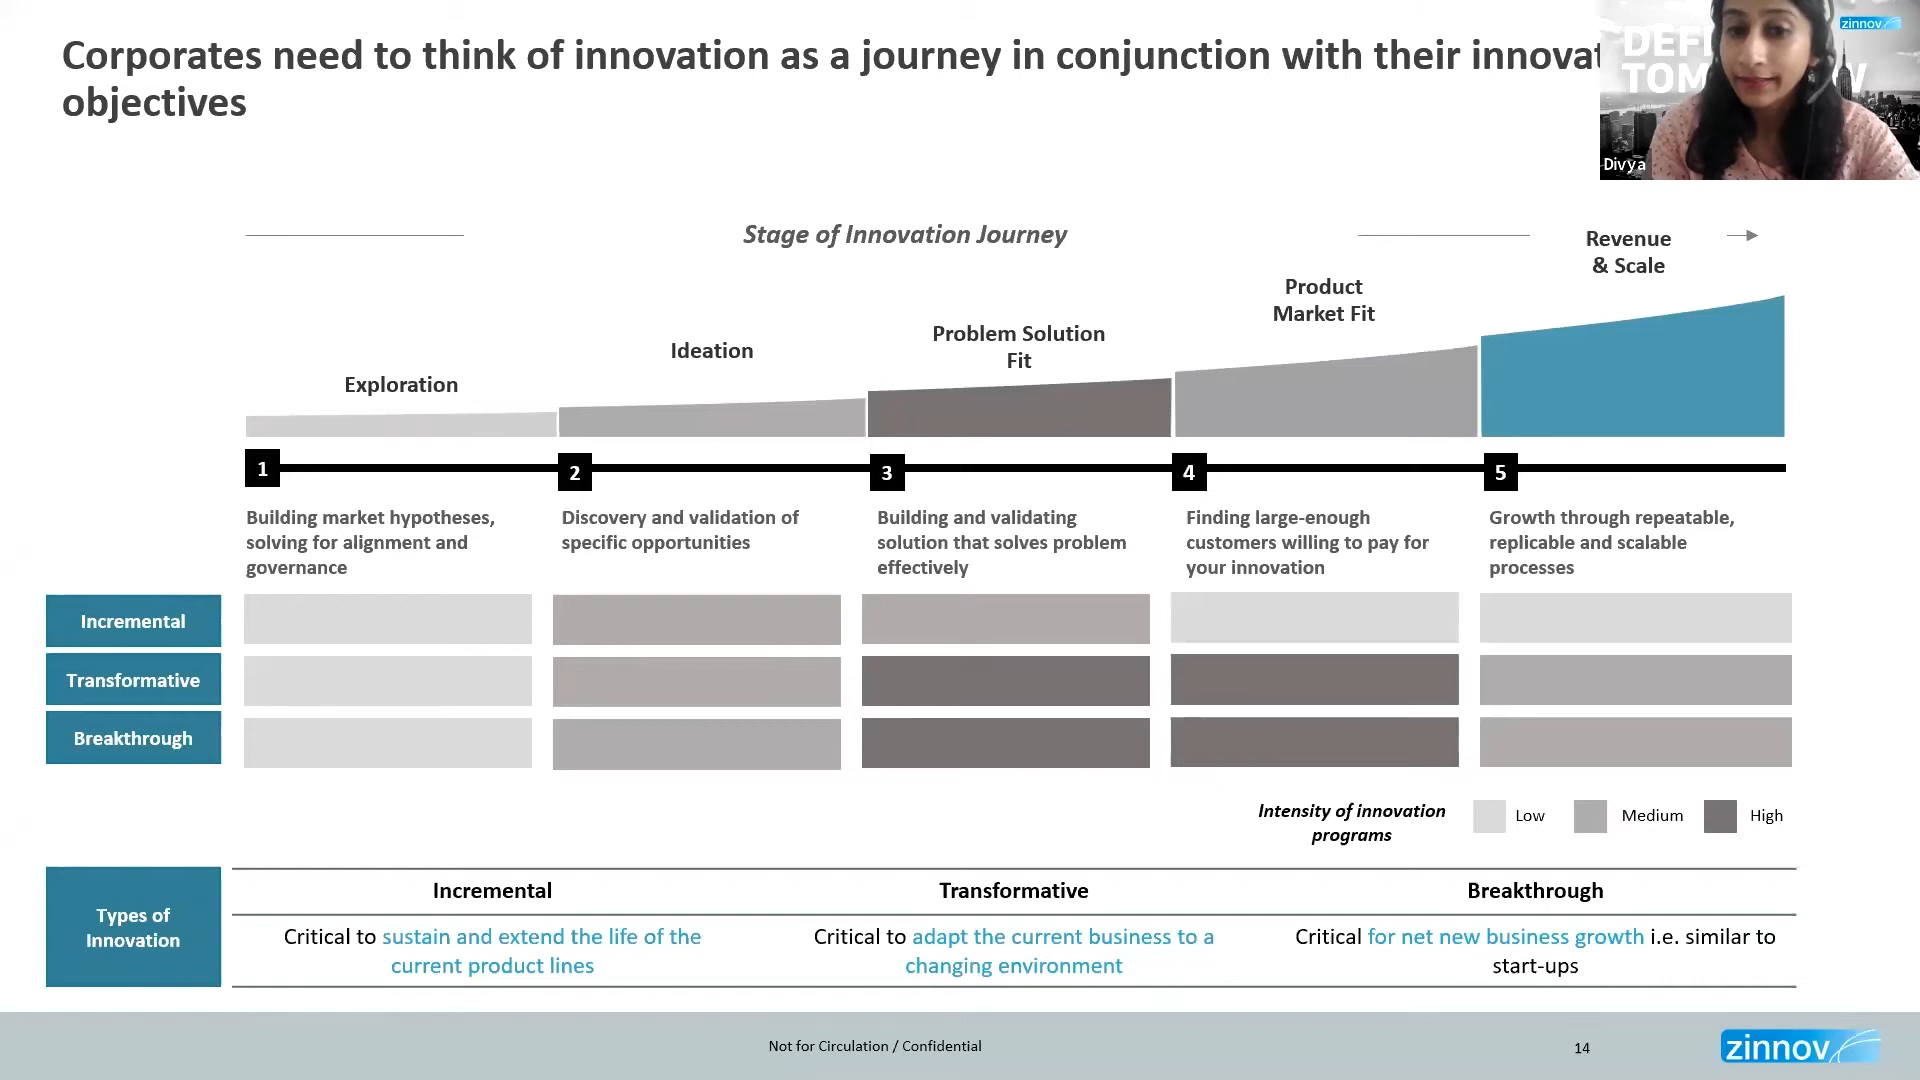 Corporates need to think of innovation as a journey in conjunction with their
objectives
zinnov
Divya
Stage of Innovation Journey
Revenue
& Scale
Product
Market Fit
Problem Solution
Fit
Ideation
Exploration
1
2
3
4
5
Building market hypotheses,
solving for alignment and
governance
Discovery and validation of
specific opportunities
Building and validating
solution that solves problem
effectively
Finding large-enough
customers willing to pay for
your innovation
Growth through repeatable,
replicable and scalable
processes
Incremental
Transformative
Breakthrough
Intensity of innovation
programs
Low
Medium
High
Types of
Innovation
Incremental
Transformative
Breakthrough
Critical to sustain and extend the life of the
current product lines
Critical to adapt the current business to a
changing environment
Critical for net new business growth i.e. similar to
start-ups
Not for Circulation / Confidential
14
zinnov